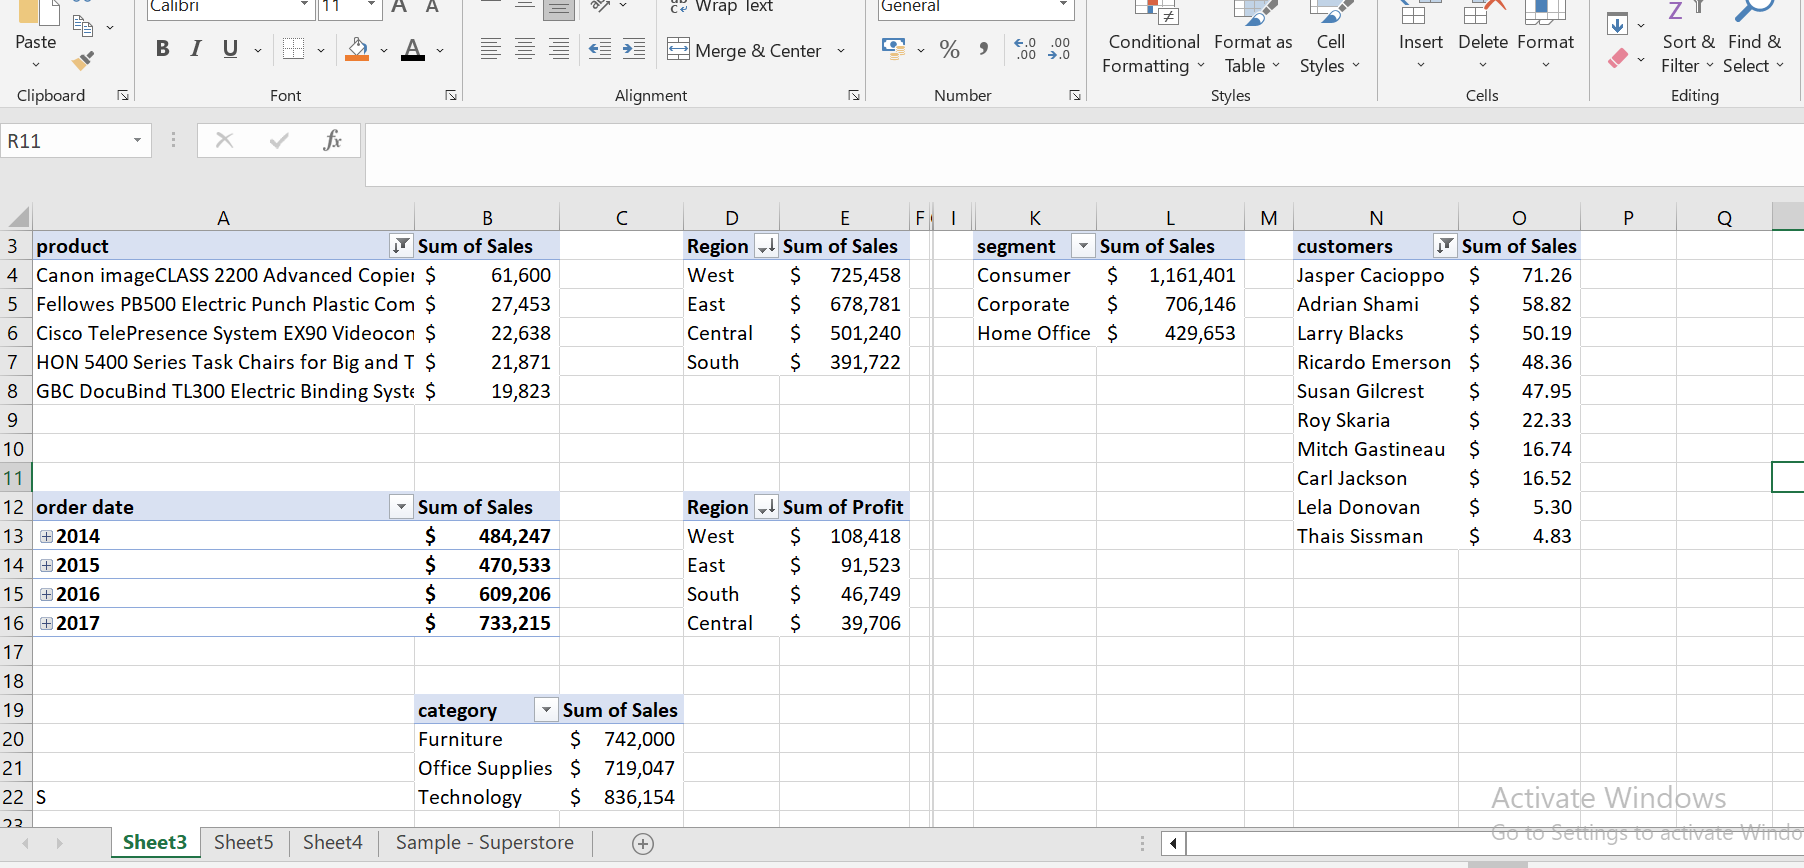 Calibri 11 A A Wrap Text General
Paste B I U A Merge & Center % .0 .00 .00 .0 Conditional Formatting Format as Table Cell Styles Insert Delete Format Sort & Filter Find & Select
Clipboard Font Alignment Number Styles Cells Editing
R11 fx
A B C D E F I K L M N O P Q
3 product Sum of Sales Region Sum of Sales segment Sum of Sales customers Sum of Sales
4 Canon imageCLASS 2200 Advanced Copier $ 61,600 West $ 725,458 Consumer $ 1,161,401 Jasper Cacioppo $ 71.26
5 Fellowes PB500 Electric Punch Plastic Com $ 27,453 East $ 678,781 Corporate $ 706,146 Adrian Shami $ 58.82
6 Cisco TelePresence System EX90 Videocon $ 22,638 Central $ 501,240 Home Office $ 429,653 Larry Blacks $ 50.19
7 HON 5400 Series Task Chairs for Big and T $ 21,871 South $ 391,722 Ricardo Emerson $ 48.36
8 GBC DocuBind TL300 Electric Binding Syste $ 19,823 Susan Gilcrest $ 47.95
9 Roy Skaria $ 22.33
10 Mitch Gastineau $ 16.74
11 Carl Jackson $ 16.52
12 order date Sum of Sales Region Sum of Profit Lela Donovan $ 5.30
13 2014 $ 484,247 West $ 108,418 Thais Sissman $ 4.83
14 2015 $ 470,533 East $ 91,523
15 2016 $ 609,206 South $ 46,749
16 2017 $ 733,215 Central $ 39,706
17
18
19 category Sum of Sales
20 Furniture $ 742,000
21 Office Supplies $ 719,047
22 S Technology $ 836,154
23
Activate Windows
Go to Settings to activate Windo
Sheet3 Sheet5 Sheet4 Sample - Superstore